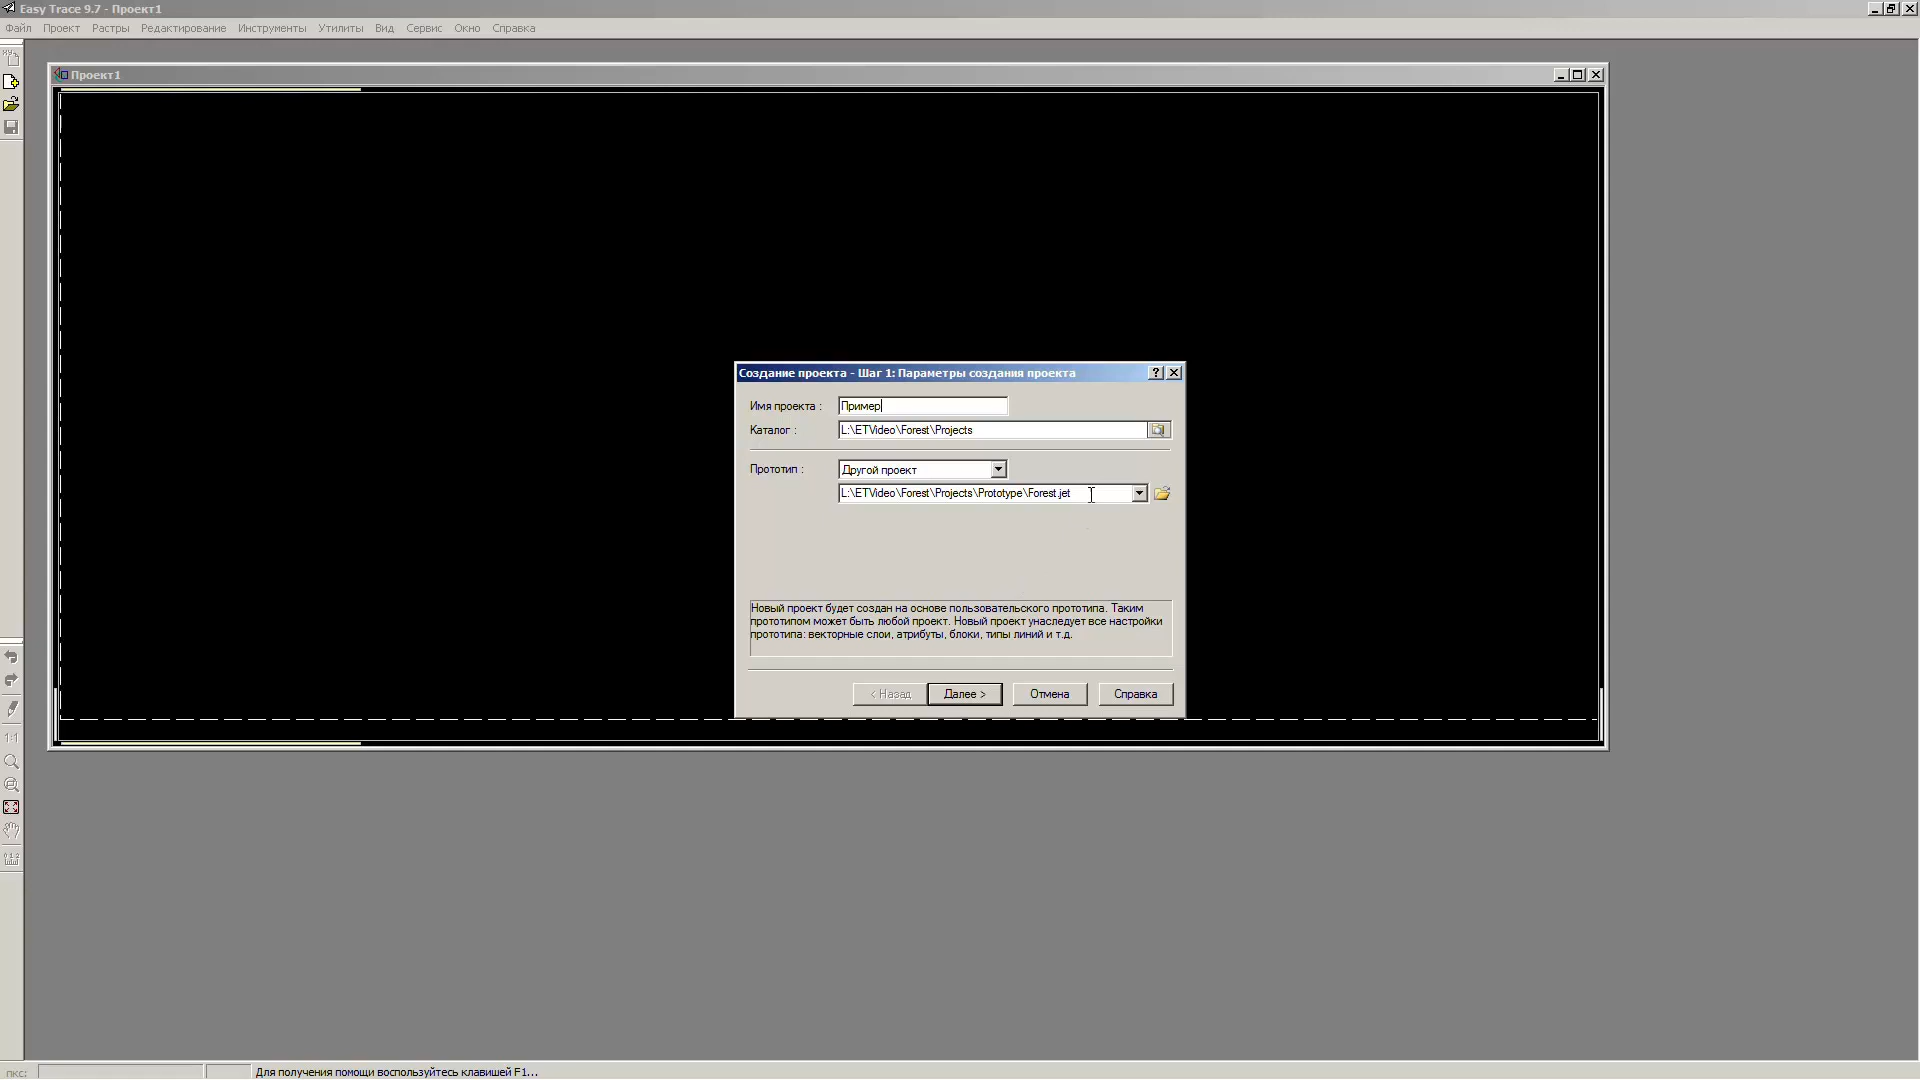 Easy Trace 9.7 - Проект1
Файл Проект Растры Редактирование Инструменты Утилиты Вид Сервис Окно Справка
Проект1
Создание проекта - Шаг 1: Параметры создания проекта
Имя проекта : Пример
Каталог : L:\ETVideo\Forest\Projects
Прототип : Другой проект
L:\ETVideo\Forest\Projects\Prototype\Forest.jet
Новый проект будет создан на основе пользовательского прототипа. Таким
прототипом может быть любой проект. Новый проект унаследует все настройки
прототипа: векторные слои, атрибуты, блоки, типы линий и т.д.
< Назад Далее > Отмена Справка
1:1
пкс: Для получения помощи воспользуйтесь клавишей F1...